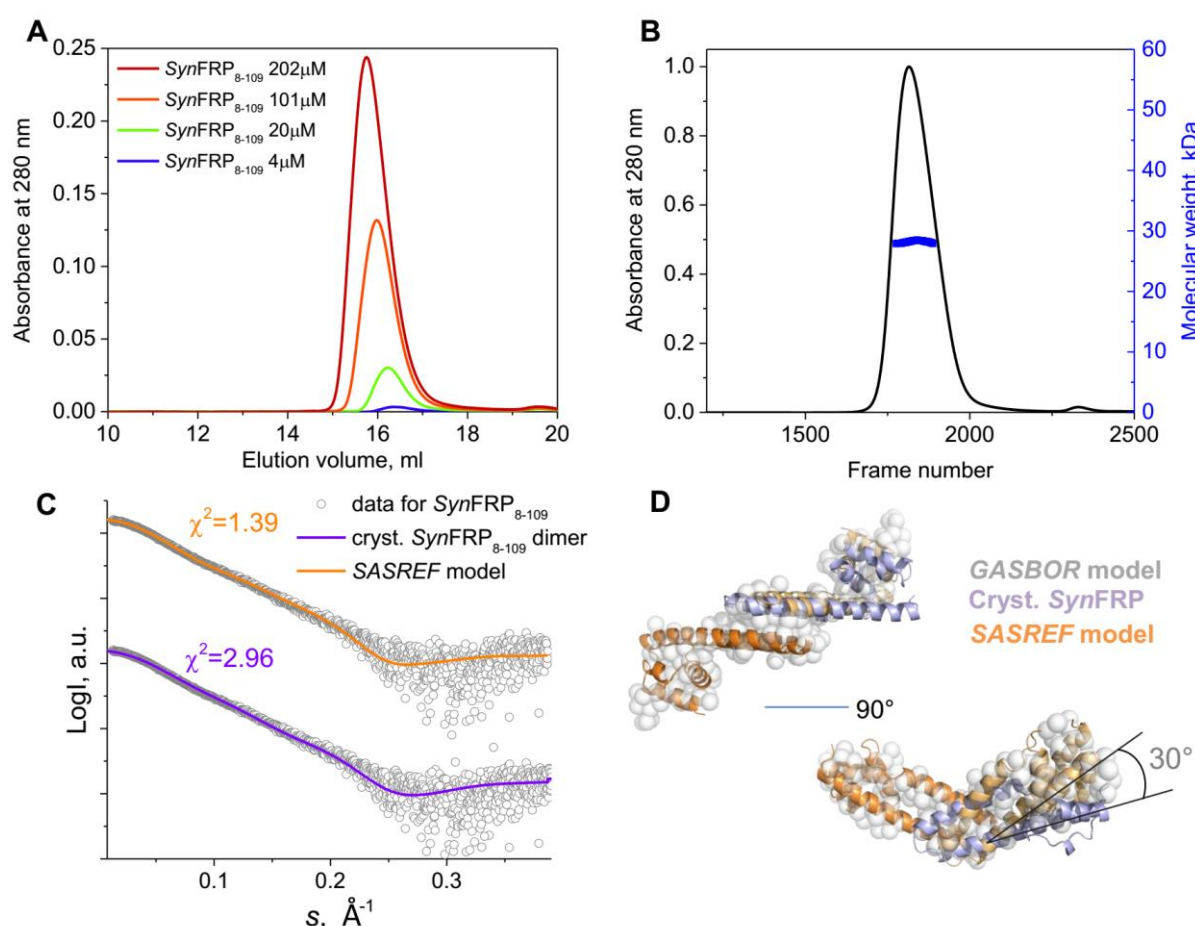 A
0.25
0.20
0.15
0.10
0.05
0.00
Absorbance at 280 nm
SynFRP8-109 202μM
SynFRP8-109 101μM
SynFRP8-109 20μM
SynFRP8-109 4μM
10 12 14 16 18 20
Elution volume, ml
B
1.0
0.8
0.6
0.4
0.2
0.0
Absorbance at 280 nm
60
50
40
30
20
10
0
Molecular weight, kDa
1500 2000 2500
Frame number
C
χ2=1.39
data for SynFRP8-109
cryst. SynFRP8-109 dimer
SASREF model
χ2=2.96
LogI, a.u.
0.1 0.2 0.3
s, Å-1
D
GASBOR model
Cryst. SynFRP
SASREF model
90°
30°